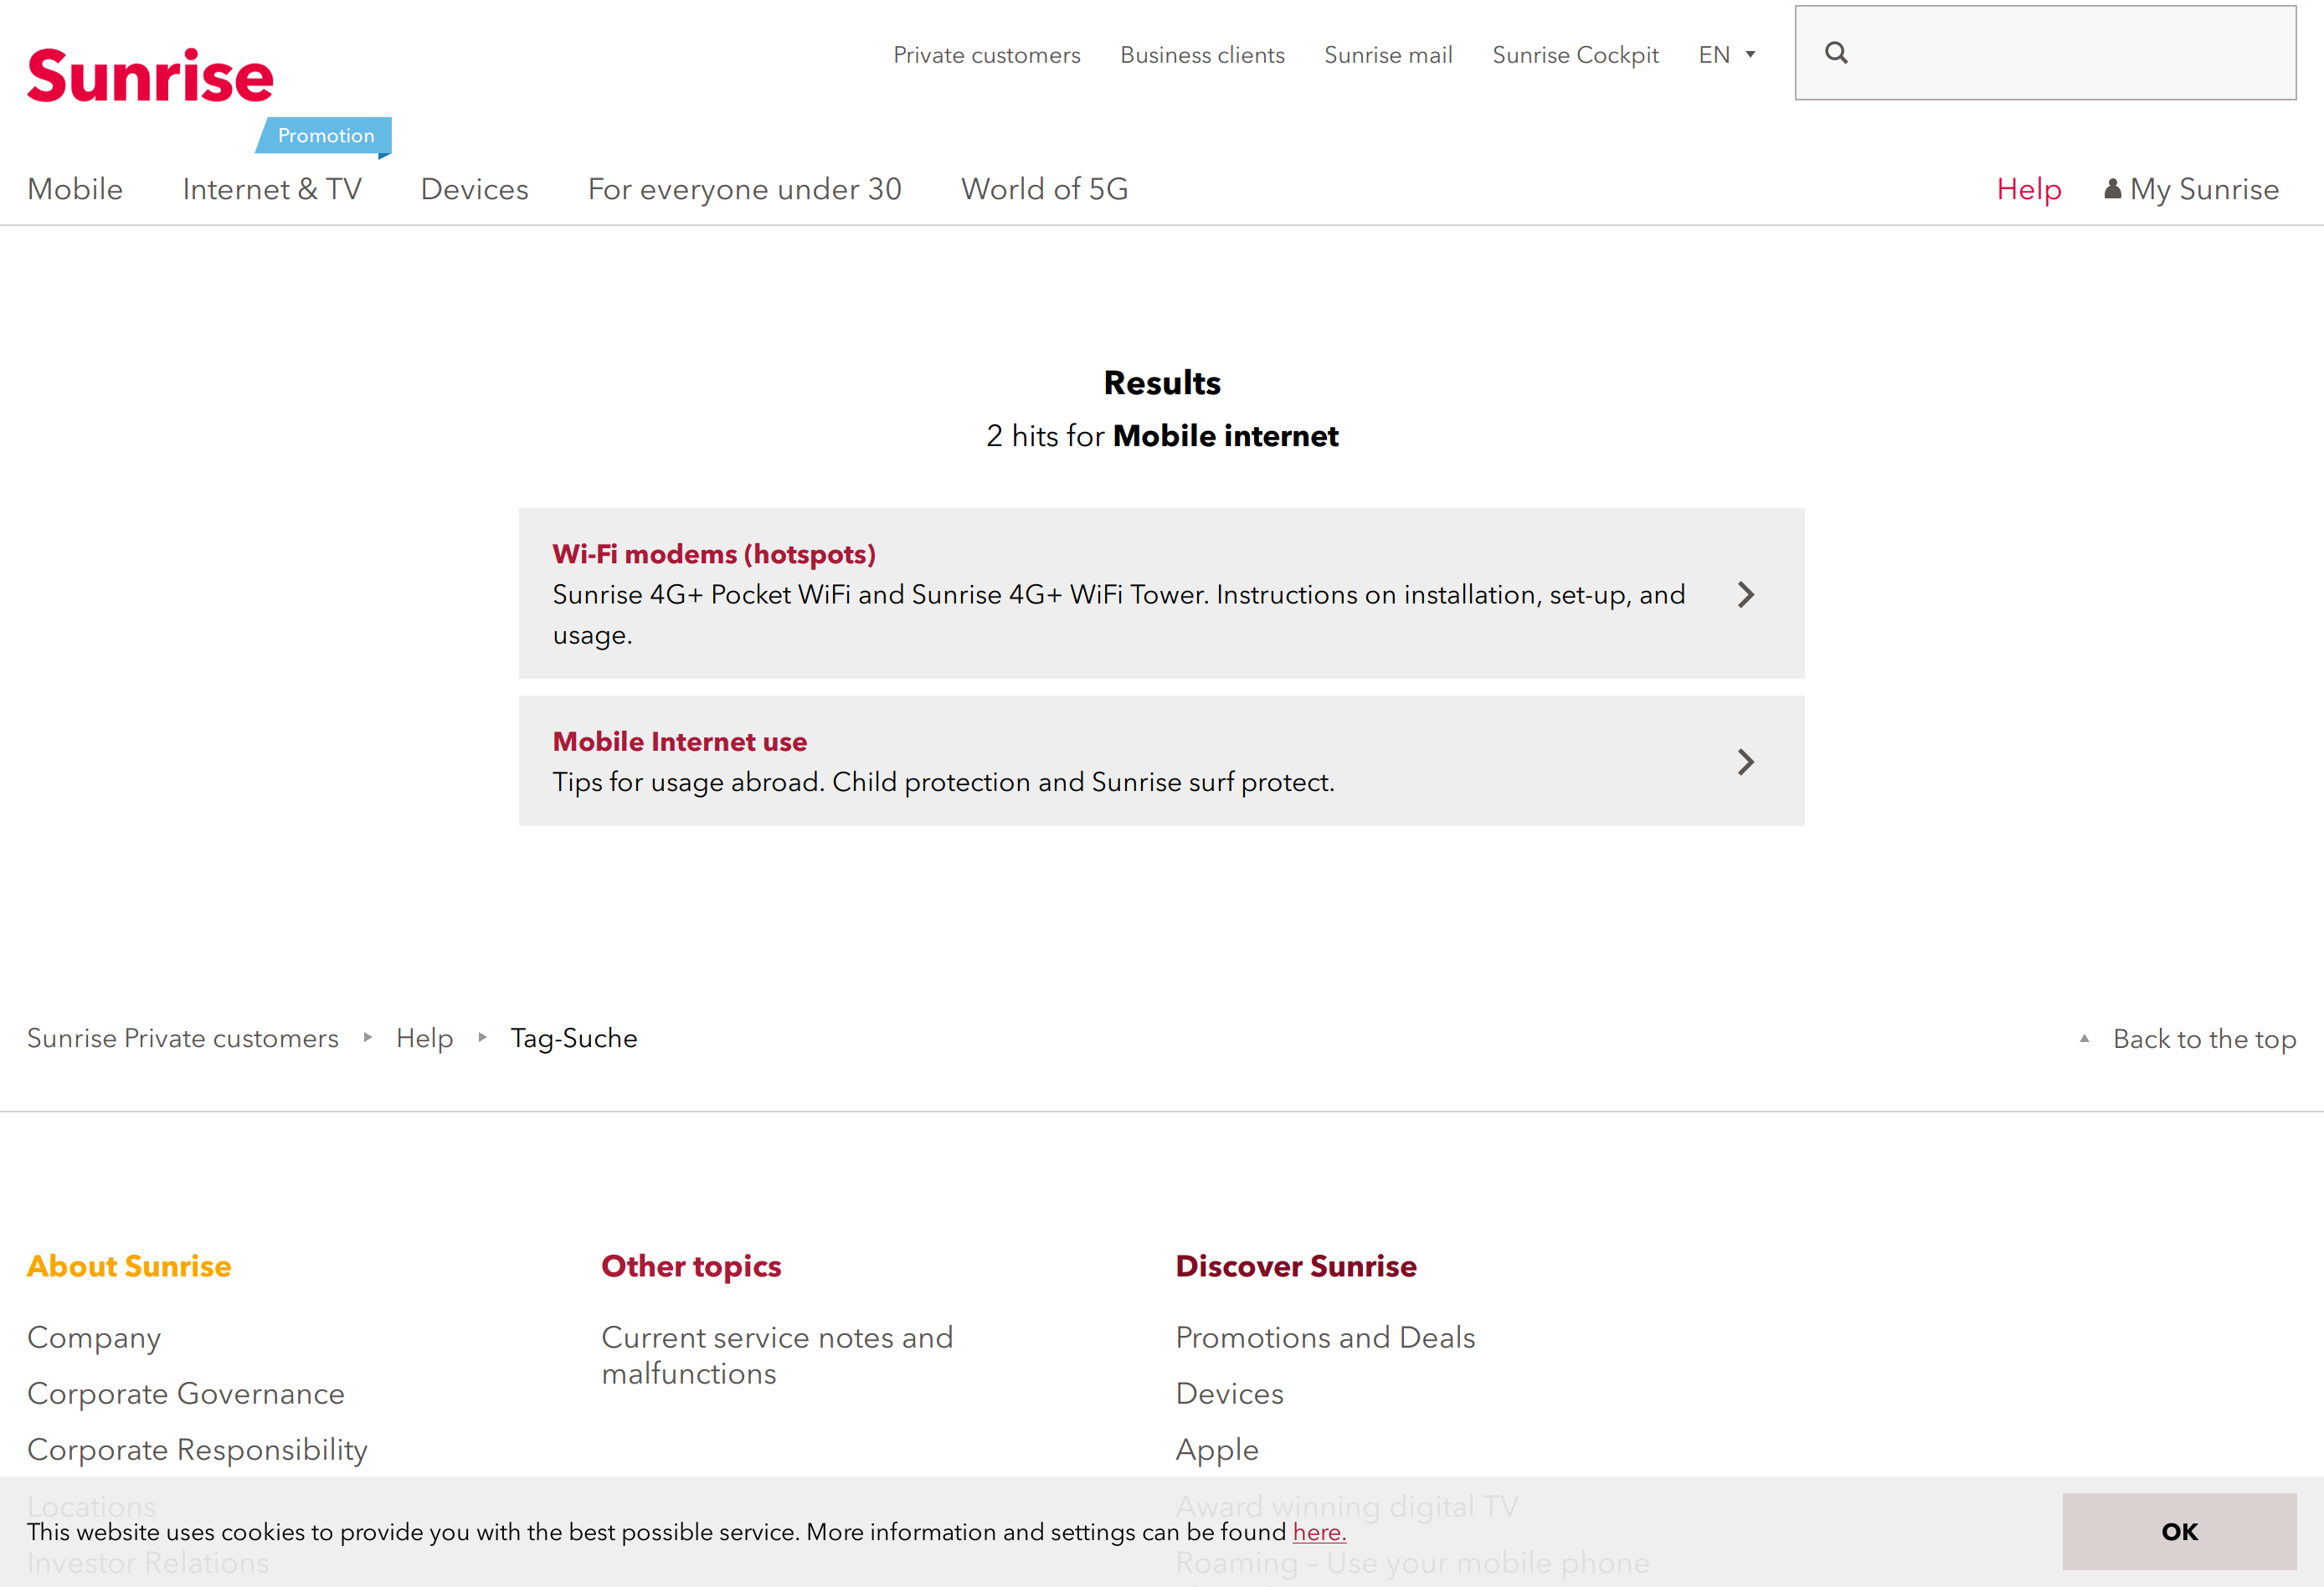 Sunrise
Private customers
Business clients
Sunrise mail
Sunrise Cockpit
EN
Promotion
Mobile
Internet & TV
Devices
For everyone under 30
World of 5G
Help
My Sunrise
Results
2 hits for Mobile internet
Wi-Fi modems (hotspots)
Sunrise 4G+ Pocket WiFi and Sunrise 4G+ WiFi Tower. Instructions on installation, set-up, and
usage.
Mobile Internet use
Tips for usage abroad. Child protection and Sunrise surf protect.
Sunrise Private customers
Help
Tag-Suche
Back to the top
About Sunrise
Company
Corporate Governance
Corporate Responsibility
Locations
Investor Relations
Other topics
Current service notes and
malfunctions
Discover Sunrise
Promotions and Deals
Devices
Apple
Award winning digital TV
Roaming – Use your mobile phone
This website uses cookies to provide you with the best possible service. More information and settings can be found here.
OK